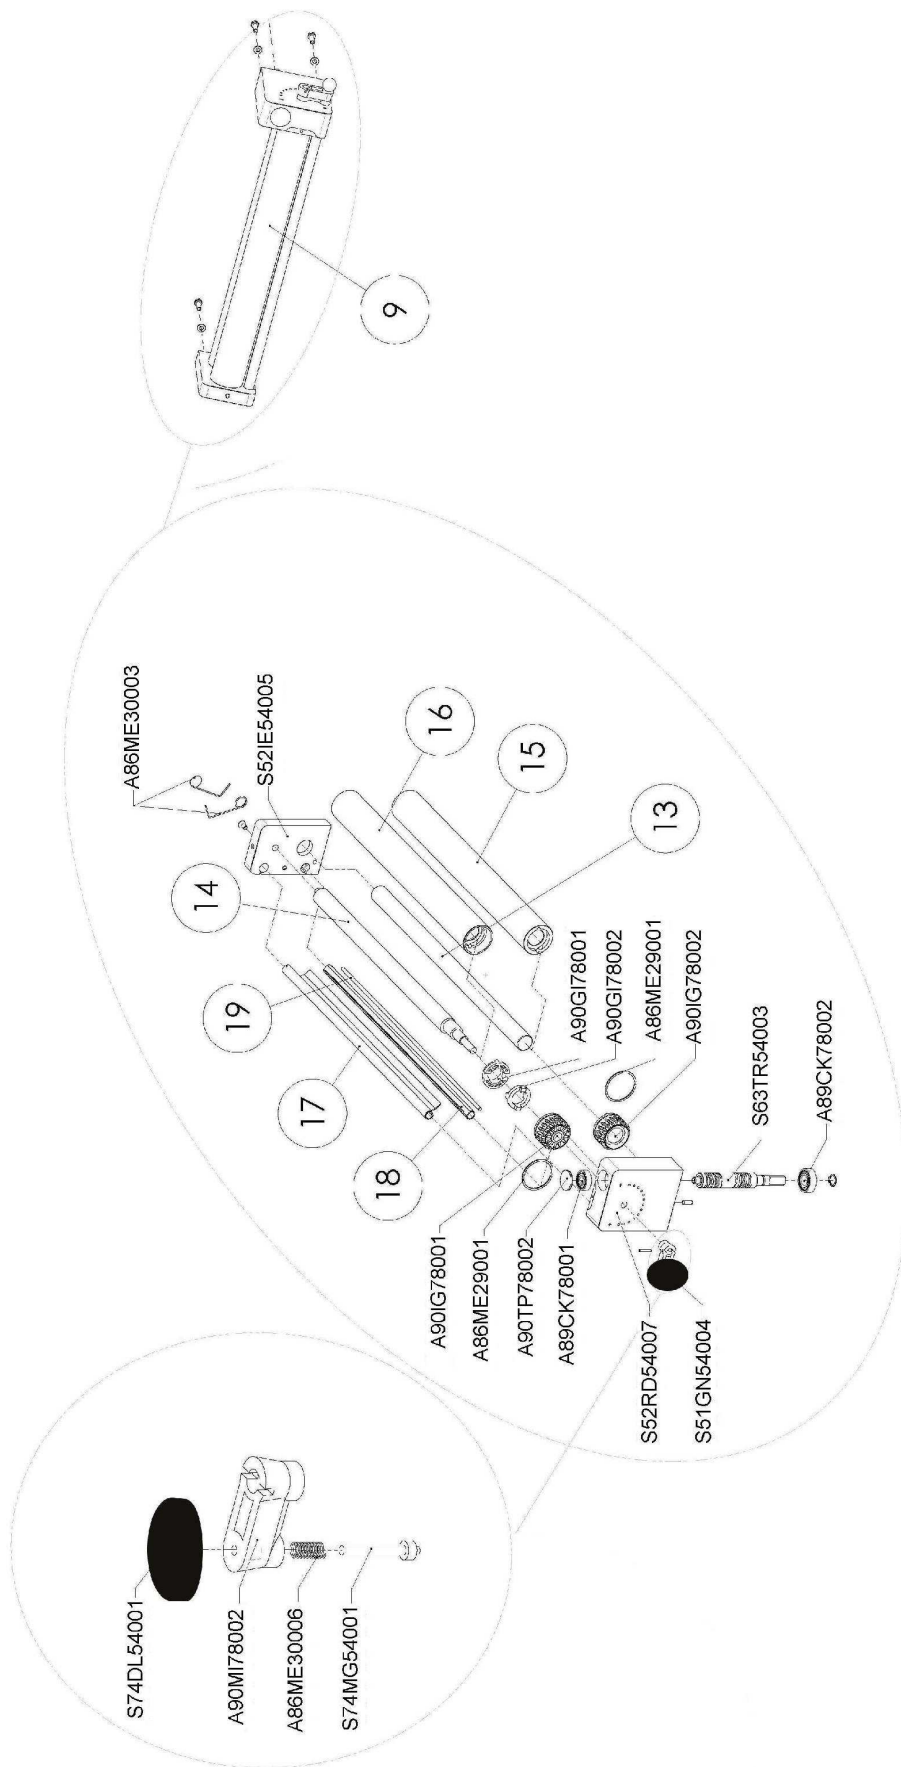 S74DL54001
A90MI78002
A86ME30006
S74MG54001
A90IG78001
A86ME29001
A90TP78002
A89CK78001
S52RD54007
S51GN54004
17
18
19
14
A86ME30003
S52IE54005
16
15
13
A90GI78001
A90GI78002
A86ME29001
A90IG78002
S63TR54003
A89CK78002
9